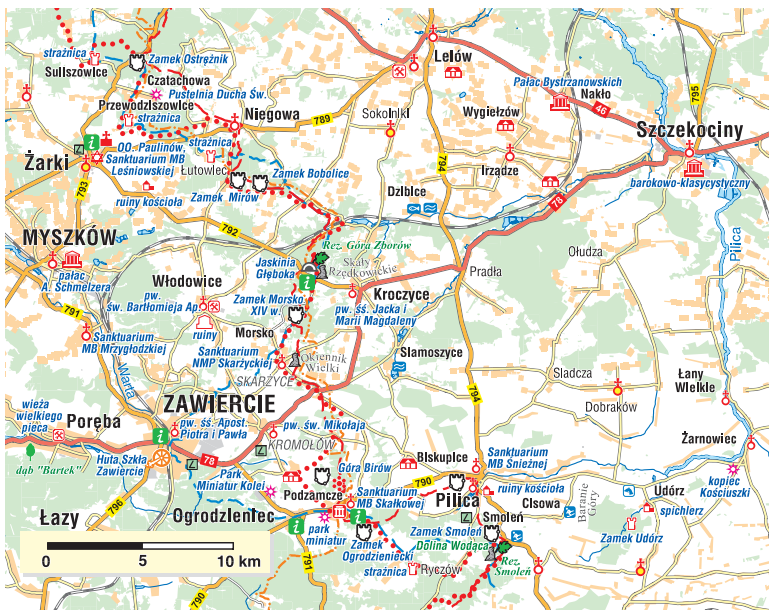 strażnica
Suliszowice
Zamek Ostrężnik
Czatachowa
Pustelnia Ducha Św.
Przewodziszowice
strażnica
Niegowa
789
Lelów
Sokolniki
Pałac Bystrzanowskich
Nakło
46
795
794
Wygiełzów
Szczekociny
barokowo-klasycystyczny
Irządze
Żarki
OO. Paulinów.
Sanktuarium MB
Leśniowskiej
strażnica
Łutowiec
Zamek Bobolice
Zamek Mirów
ruiny kościoła
793
792
Dzibice
78
Pilica
MYSZKÓW
pałac
A. Schmelzera
Rez. Góra Zborów
Jaskinia
Głęboka
Skały
Rzędkowickie
Ołudza
Pradła
Włodowice
pw.
św. Bartłomieja Ap.
ruiny
Zamek Morsko
XIV w.
Morsko
Kroczyce
pw. śś. Jacka i
Marii Magdaleny
791
Sanktuarium
MB Mrzygłodzkiej
Warta
Sanktuarium
NMP Skarżyckiej
Okiennik
Wielki
SKARŻYCE
Siamoszyce
Siadcza
Dobraków
Łany
Wielkie
794
wieża
wielkiego
pieca
Poręba
dąb "Bartek"
ZAWIERCIE
pw. śś. Apost.
Piotra i Pawła
pw. św. Mikołaja
KROMOŁÓW
Huta Szkła
Zawiercie
78
Park
Miniatur Kolei
Góra Birów
Podzamcze
Biskupice
Sanktuarium
MB Śnieżnej
790
Żarnowiec
kopiec
Kościuszki
796
Łazy
Ogrodzieniec
park
miniatur
Sanktuarium
MB Skałkowej
Pilica
ruiny kościoła
Cisowa
Baranie
Góry
Udórz
spichlerz
Zamek Udórz
Smoleń
Zamek Smoleń
Dolina Wodąca
Zamek
Ogrodzieniecki
strażnica
Ryczów
Rez.
Smoleń
791
790
0 5 10 km